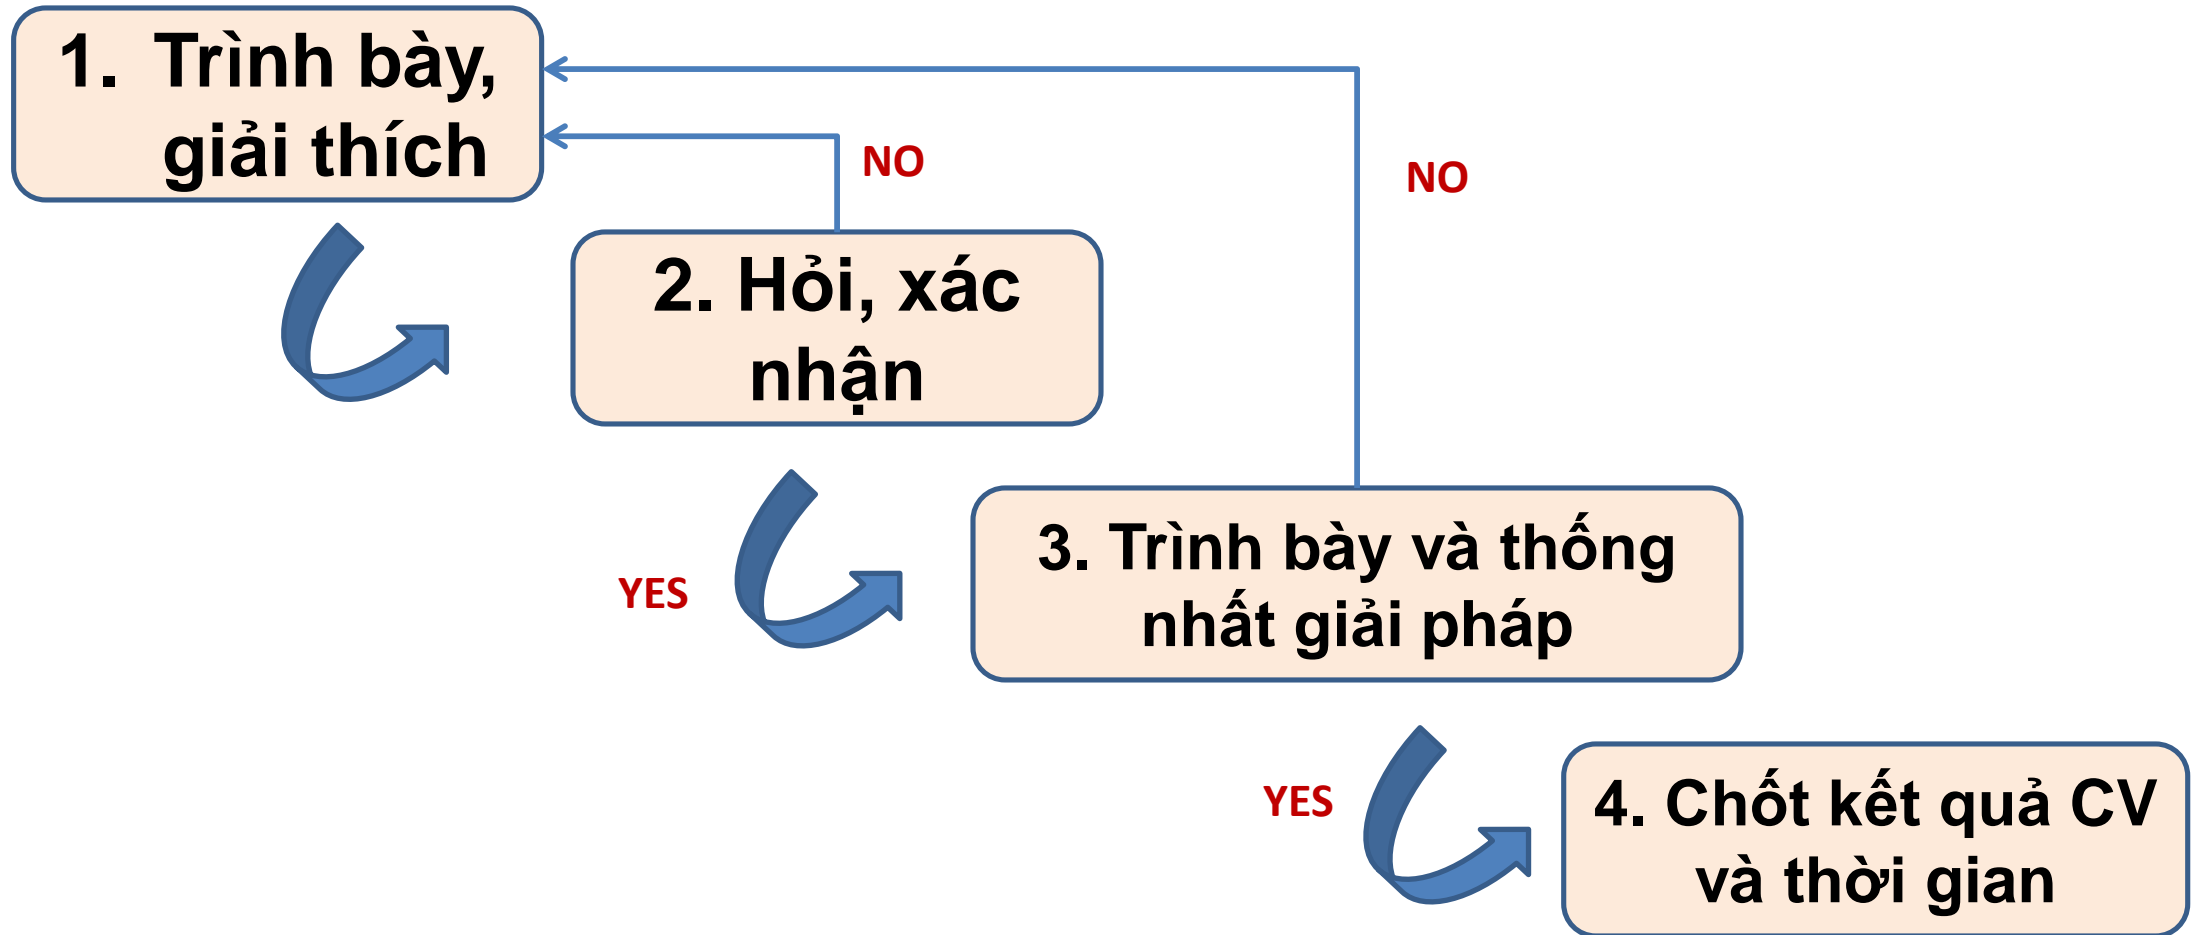 1. Trình bày,
giải thích
NO
NO
2. Hỏi, xác
nhận
YES
3. Trình bày và thống
nhất giải pháp
YES
4. Chốt kết quả CV
và thời gian